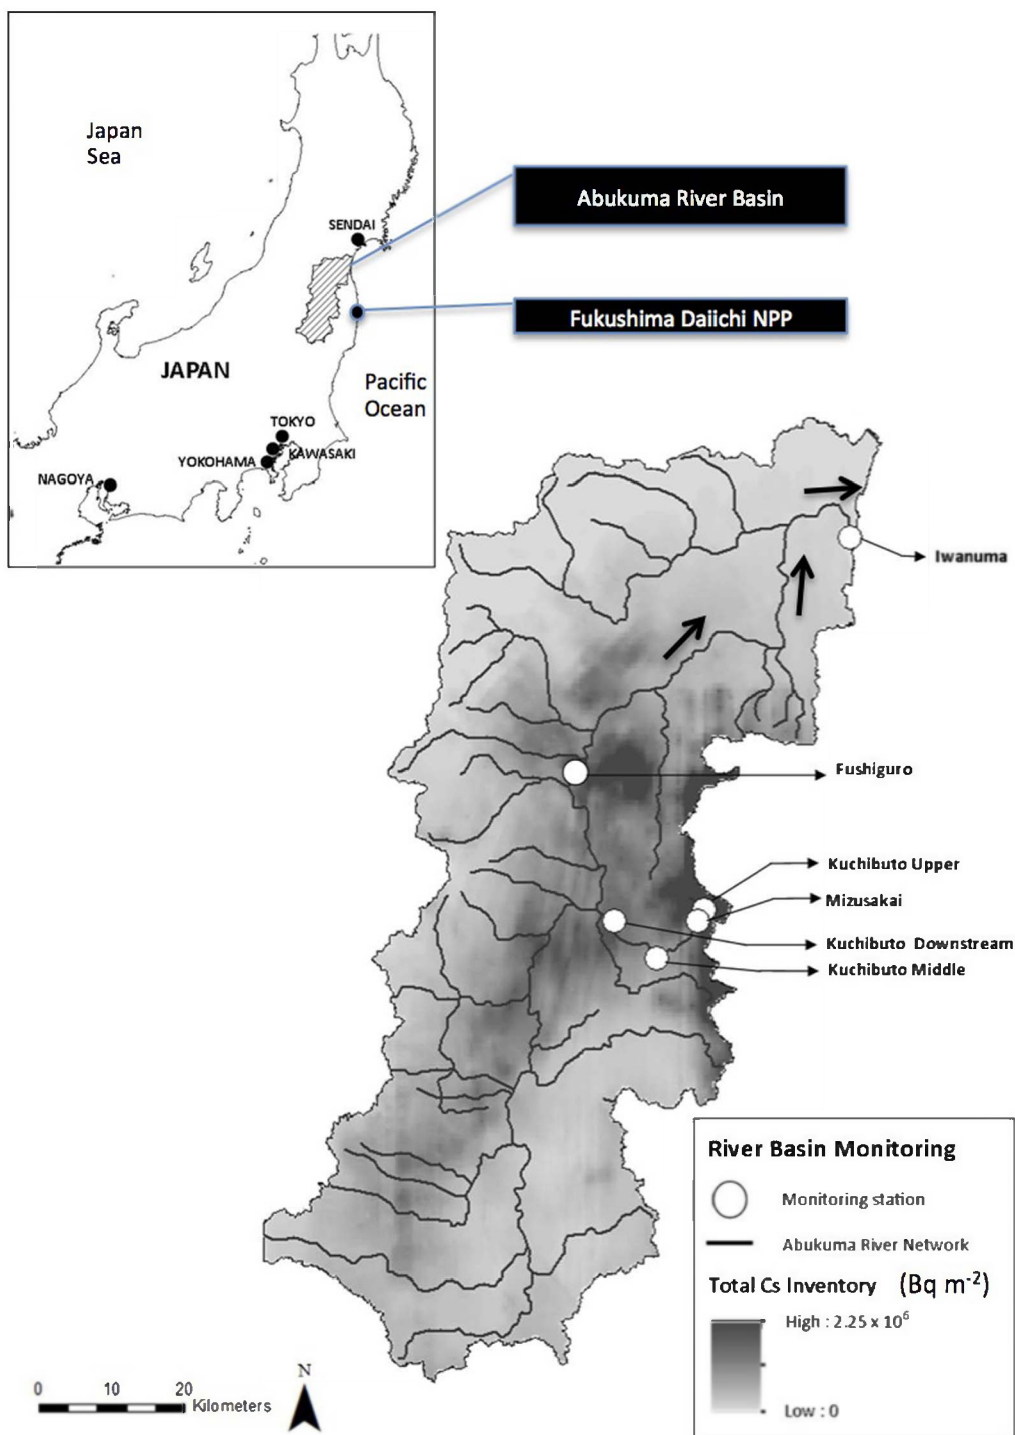 Japan
Sea
Abukuma River Basin
SENDAI
Fukushima Daiichi NPP
JAPAN
Pacific
Ocean
TOKYO
KAWASAKI
YOKOHAMA
NAGOYA
Iwanuma
Fushiguro
Kuchibuto Upper
Mizusakai
Kuchibuto Downstream
Kuchibuto Middle
River Basin Monitoring
Monitoring station
Abukuma River Network
Total Cs Inventory (Bq m⁻²)
High : 2.25 x 10⁶
Low : 0
N
0 10 20
Kilometers